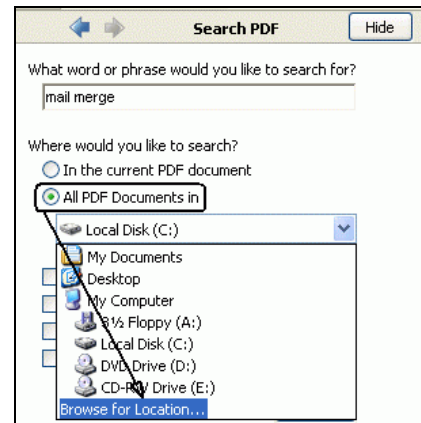 Search PDF
Hide
What word or phrase would you like to search for?
mail merge
Where would you like to search?
In the current PDF document
All PDF Documents in
Local Disk (C:)
My Documents
Desktop
My Computer
3½ Floppy (A:)
Local Disk (C:)
DVD Drive (D:)
CD-RW Drive (E:)
Browse for Location...